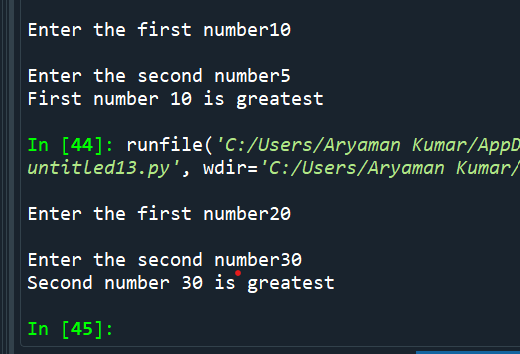 Enter the first number10
Enter the second number5
First number 10 is greatest
In [44]: runfile('C:/Users/Aryaman Kumar/AppD
untitled13.py', wdir='C:/Users/Aryaman Kumar/
Enter the first number20
Enter the second number30
Second number 30 is greatest
In [45]: